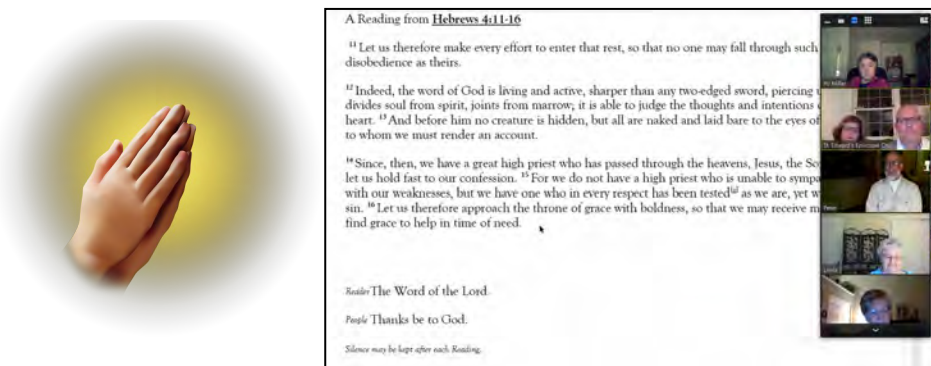 A Reading from Hebrews 4:11-16
11 Let us therefore make every effort to enter that rest, so that no one may fall through such
disobedience as theirs.
12 Indeed, the word of God is living and active, sharper than any two-edged sword, piercing
divides soul from spirit, joints from marrow; it is able to judge the thoughts and intentions
heart. 13 And before him no creature is hidden, but all are naked and laid bare to the eyes of
to whom we must render an account.
14 Since, then, we have a great high priest who has passed through the heavens, Jesus, the So
let us hold fast to our confession. 15 For we do not have a high priest who is unable to sympa
with our weaknesses, but we have one who in every respect has been tested[a] as we are, yet w
sin. 16 Let us therefore approach the throne of grace with boldness, so that we may receive m
find grace to help in time of need.
Reader The Word of the Lord.
People Thanks be to God.
Silence may be kept after each Reading.
St. Edward's Episcopal
Peter